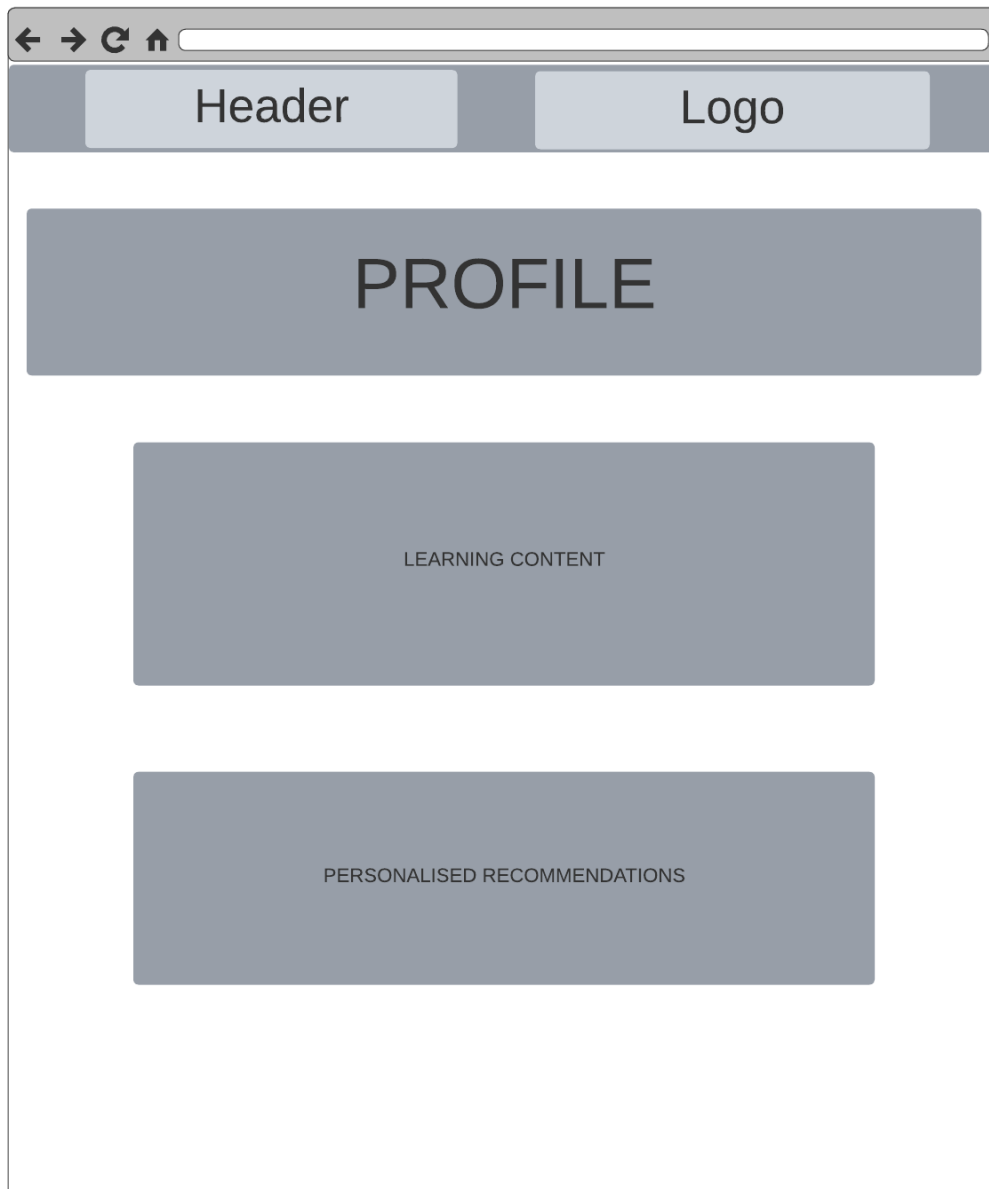 Header
Logo
PROFILE
LEARNING CONTENT
PERSONALISED RECOMMENDATIONS